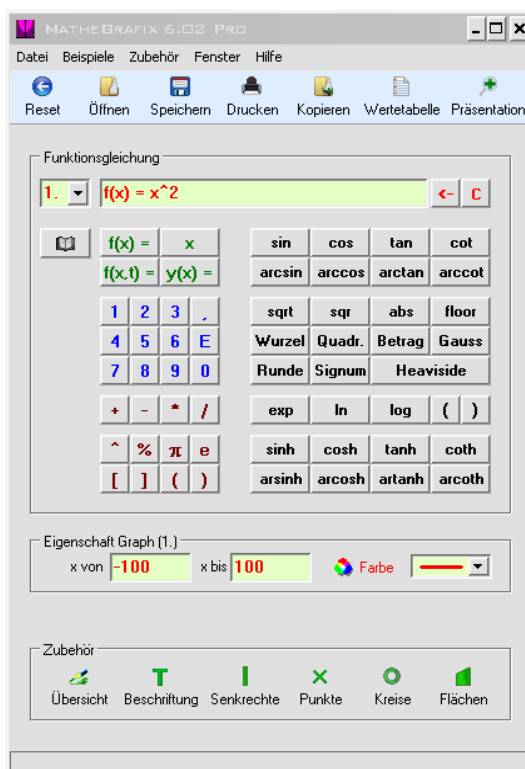 MatheGrafix 6.02 Pro
Datei Beispiele Zubehör Fenster Hilfe
Reset Öffnen Speichern Drucken Kopieren Wertetabelle Präsentation
Funktionsgleichung
1. f(x) = x^2 <- C
f(x) = x sin cos tan cot
f(x,t) = y(x) = arcsin arccos arctan arccot
1 2 3 , sqrt sqr abs floor
4 5 6 E Wurzel Quadr. Betrag Gauss
7 8 9 0 Runde Signum Heaviside
+ - * / exp ln log ( )
^ % π e sinh cosh tanh coth
[ ] ( ) arsinh arcosh artanh arcoth
Eigenschaft Graph (1.)
x von -100 x bis 100 Farbe
Zubehör
Übersicht Beschriftung Senkrechte Punkte Kreise Flächen